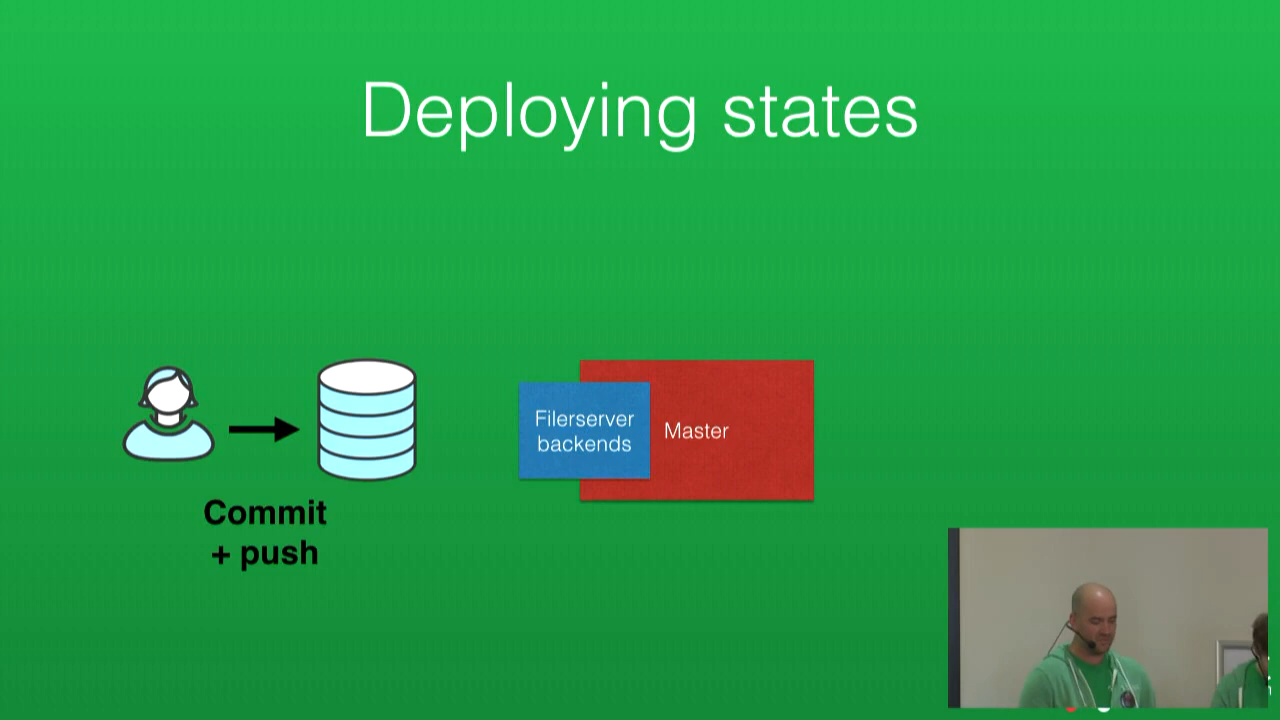 Deploying states
Filerserver
backends
Master
Commit
+ push